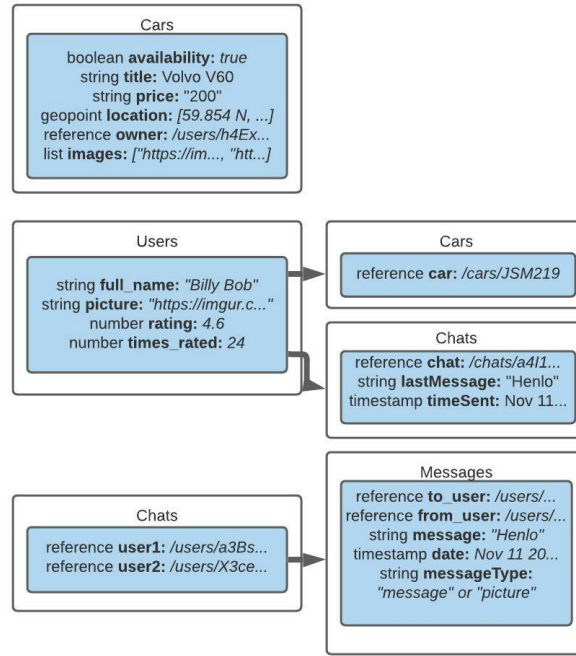 Cars
boolean availability: true
string title: Volvo V60
string price: "200"
geopoint location: [59.854 N, ...]
reference owner: /users/h4Ex...
list images: ["https://im..., "htt...]
Users
string full_name: "Billy Bob"
string picture: "https://imgur.c..."
number rating: 4.6
number times_rated: 24
Cars
reference car: /cars/JSM219
Chats
reference chat: /chats/a4I1...
string lastMessage: "Henlo"
timestamp timeSent: Nov 11...
Chats
reference user1: /users/a3Bs...
reference user2: /users/X3ce...
Messages
reference to_user: /users/...
reference from_user: /users/...
string message: "Henlo"
timestamp date: Nov 11 20...
string messageType:
"message" or "picture"